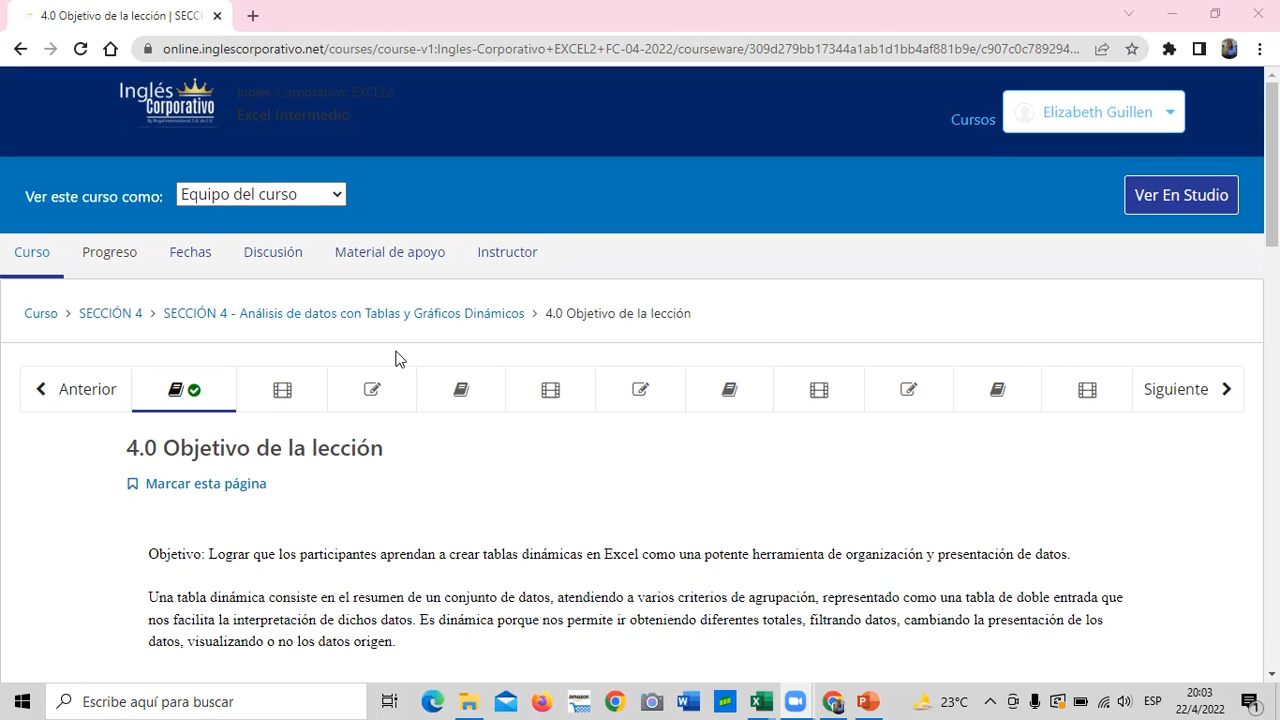 4.0 Objetivo de la lección | SECCI
online.inglescorporativo.net/courses/course-v1:Ingles-Corporativo+EXCEL2+FC-04-2022/courseware/309d279bb17344a1ab1d1bb4af881b9e/c907c0c789294...
Inglés
Corporativo
Ingles-Corporativo: EXCEL2
Excel Intermedio
Cursos
Elizabeth Guillen
Ver este curso como:
Equipo del curso
Ver En Studio
Curso Progreso Fechas Discusión Material de apoyo Instructor
Curso > SECCIÓN 4 > SECCIÓN 4 - Análisis de datos con Tablas y Gráficos Dinámicos > 4.0 Objetivo de la lección
Anterior
Siguiente
4.0 Objetivo de la lección
Marcar esta página
Objetivo: Lograr que los participantes aprendan a crear tablas dinámicas en Excel como una potente herramienta de organización y presentación de datos.
Una tabla dinámica consiste en el resumen de un conjunto de datos, atendiendo a varios criterios de agrupación, representado como una tabla de doble entrada que
nos facilita la interpretación de dichos datos. Es dinámica porque nos permite ir obteniendo diferentes totales, filtrando datos, cambiando la presentación de los
datos, visualizando o no los datos origen.
Escribe aquí para buscar
23°C
ESP
20:03
22/4/2022